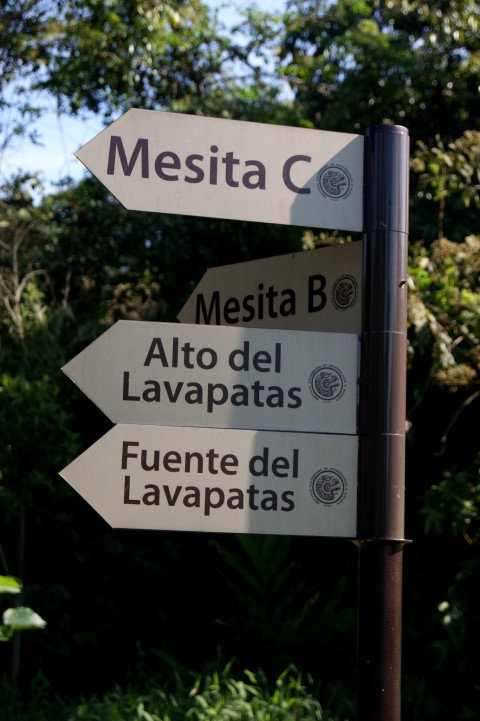 Mesita C
Mesita B
Alto del
Lavapatas
Fuente del
Lavapatas